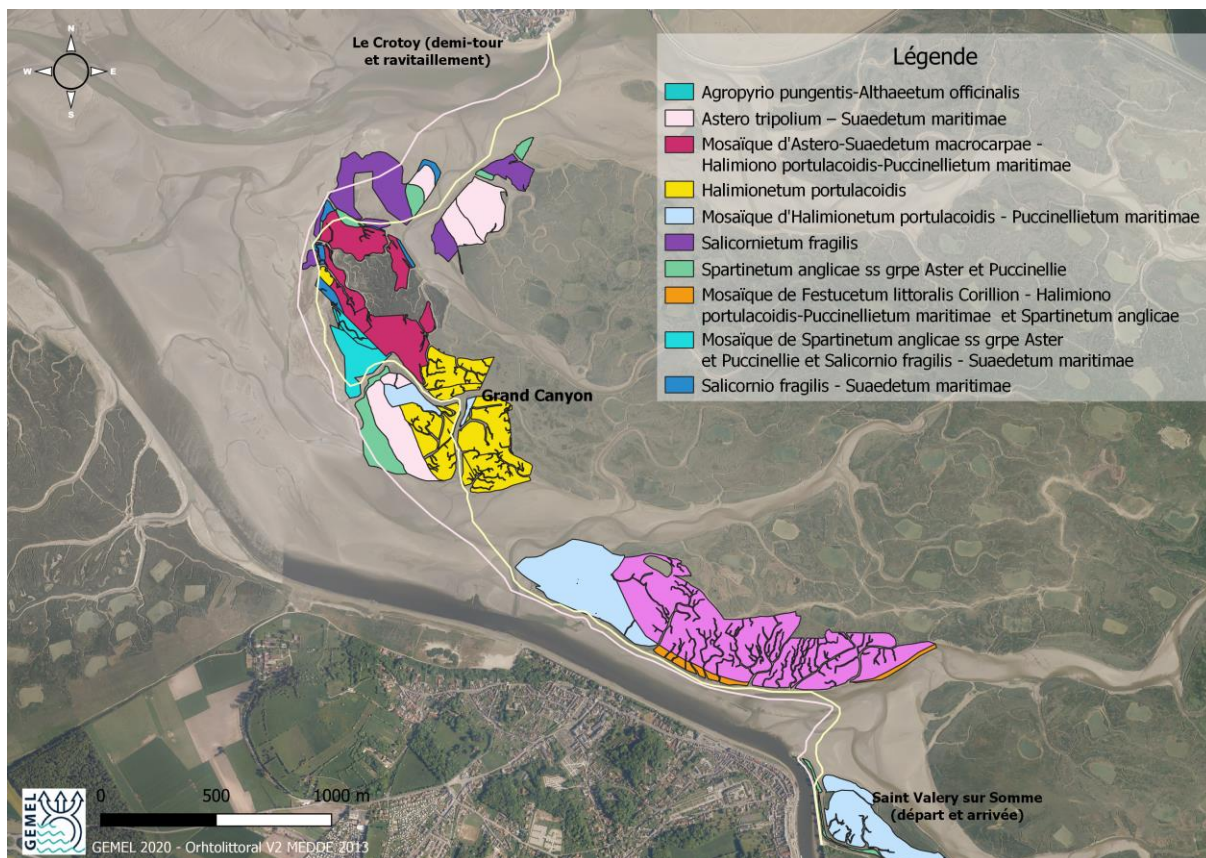 Le Crotoy (demi-tour
et ravitaillement)
N
W
E
S
Légende
Agropyrio pungentis-Althaeetum officinalis
Astero tripolium – Suaedetum maritimae
Mosaïque d'Astero-Suaedetum macrocarpae -
Halimiono portulacoidis-Puccinellietum maritimae
Halimionetum portulacoidis
Mosaïque d'Halimionetum portulacoidis - Puccinellietum maritimae
Salicornietum fragilis
Spartinetum anglicae ss grpe Aster et Puccinellie
Mosaïque de Festucetum littoralis Corillion - Halimiono
portulacoidis-Puccinellietum maritimae et Spartinetum anglicae
Mosaïque de Spartinetum anglicae ss grpe Aster
et Puccinellie et Salicornio fragilis - Suaedetum maritimae
Salicornio fragilis - Suaedetum maritimae
Grand Canyon
Saint Valery sur Somme
(départ et arrivée)
0 500 1000 m
GEMEL
GEMEL 2020 - Orhtolittoral V2 MEDDE 2013